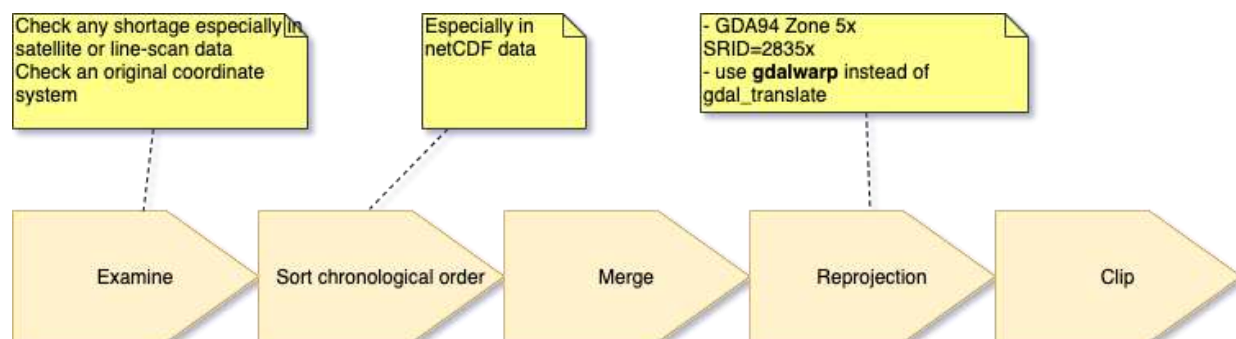 Check any shortage especially in
satellite or line-scan data
Check an original coordinate
system
Especially in
netCDF data
- GDA94 Zone 5x
SRID=2835x
- use gdalwarp instead of
gdal_translate
Examine
Sort chronological order
Merge
Reprojection
Clip